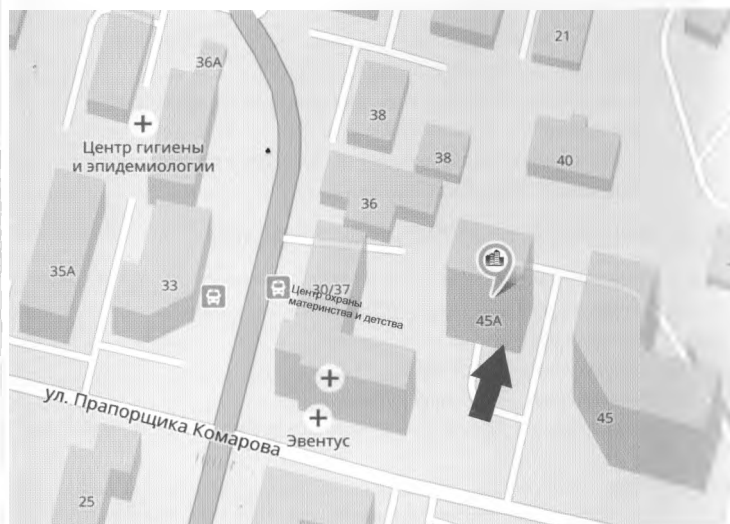 21
36А
38
Центр гигиены
и эпидемиологии
38
40
36
35А
33
30/37
Центр охраны
материнства и детства
45А
ул. Прапорщика Комарова
Эвентус
45
25